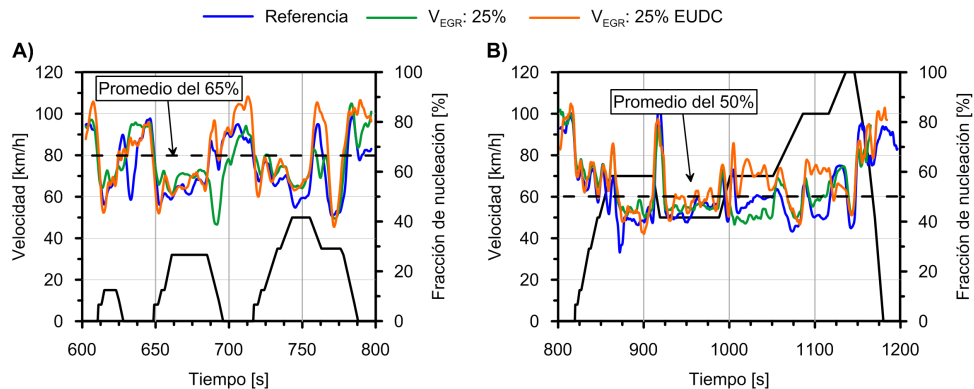 Referencia
V_EGR: 25%
V_EGR: 25% EUDC
A)
Promedio del 65%
Velocidad [km/h]
120
100
80
60
40
20
0
Fracción de nucleación [%]
100
80
60
40
20
0
600
650
700
750
800
Tiempo [s]
B)
Promedio del 50%
Velocidad [km/h]
120
100
80
60
40
20
0
Fracción de nucleación [%]
100
80
60
40
20
0
800
900
1000
1100
1200
Tiempo [s]